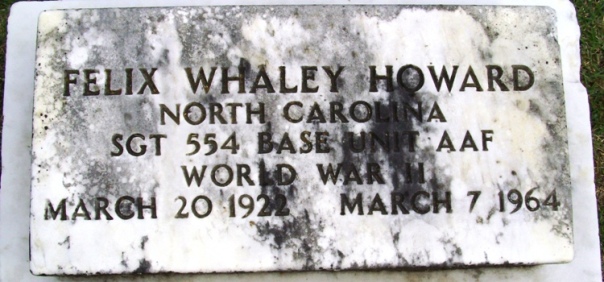 FELIX WHALEY HOWARD
NORTH CAROLINA
SGT 554 BASE UNIT AAF
WORLD WAR II
MARCH 20 1922 MARCH 7 1964